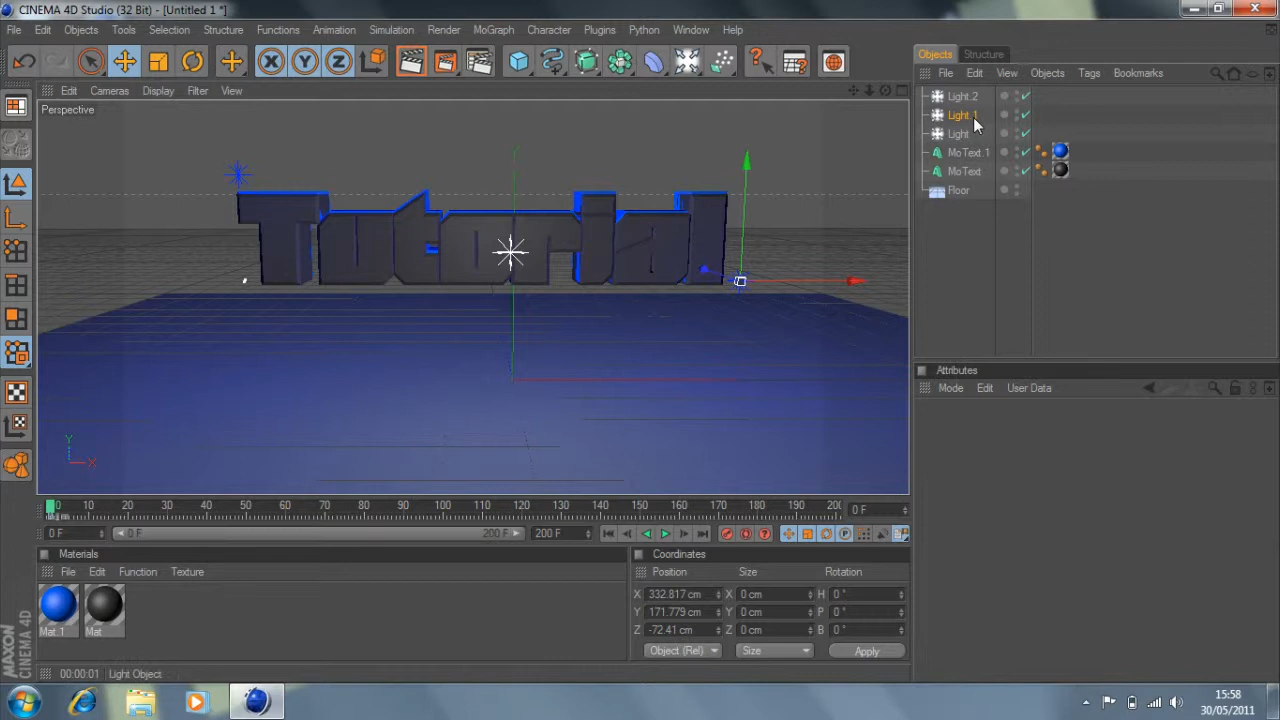 CINEMA 4D Studio (32 Bit) - [Untitled 1 *]
File Edit Objects Tools Selection Structure Functions Animation Simulation Render MoGraph Character Plugins Python Window Help
X Y Z
Objects Structure
File Edit View Objects Tags Bookmarks
Edit Cameras Display Filter View
Perspective
Light.2
Light.1
Light
MoText.1
MoText
Floor
Tutorial
Y
X
Attributes
Mode Edit User Data
0 10 20 30 40 50 60 70 80 90 100 110 120 130 140 150 160 170 180 190 20
0 F
0 F 0 F 200 F 200 F
Materials
File Edit Function Texture
Mat.1 Mat
Coordinates
Position Size Rotation
X 332.817 cm X 0 cm H 0 °
Y 171.779 cm Y 0 cm P 0 °
Z -72.41 cm Z 0 cm B 0 °
Object (Rel) Size Apply
MAXON
CINEMA 4D
00:00:01 Light Object
15:58
30/05/2011